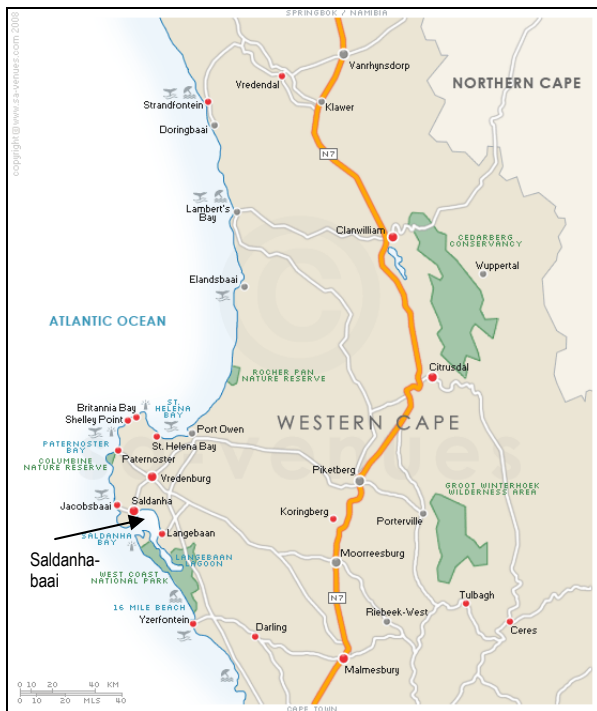 SPRINGBOK / NAMIBIA
copyright@www.sa-venues.com 2008
Vanrhynsdorp
Vredendal
NORTHERN CAPE
Strandfontein
Klawer
Doringbaai
N7
Lambert's
Bay
Clanwilliam
CEDARBERG
CONSERVANCY
Wuppertal
Elandsbaai
ATLANTIC OCEAN
Citrusdal
ROCHER PAN
NATURE RESERVE
Britannia Bay
Shelley Point
ST.
HELENA
BAY
WESTERN CAPE
Port Owen
PATERNOSTER
BAY
St. Helena Bay
COLUMBINE
NATURE RESERVE
Paternoster
Vredenburg
Piketberg
GROOT WINTERHOEK
WILDERNESS AREA
Jacobsbaai
Saldanha
Koringberg
Porterville
SALDANHA
BAY
Langebaan
Saldanha-
baai
LANGEBAAN
LAGOON
Moorreesburg
WEST COAST
NATIONAL PARK
N7
16 MILE BEACH
Riebeek-West
Tulbagh
Yzerfontein
Darling
Ceres
Malmesbury
0 10 20 40 KM
0 10 20 40
MLS
CAPE TOWN